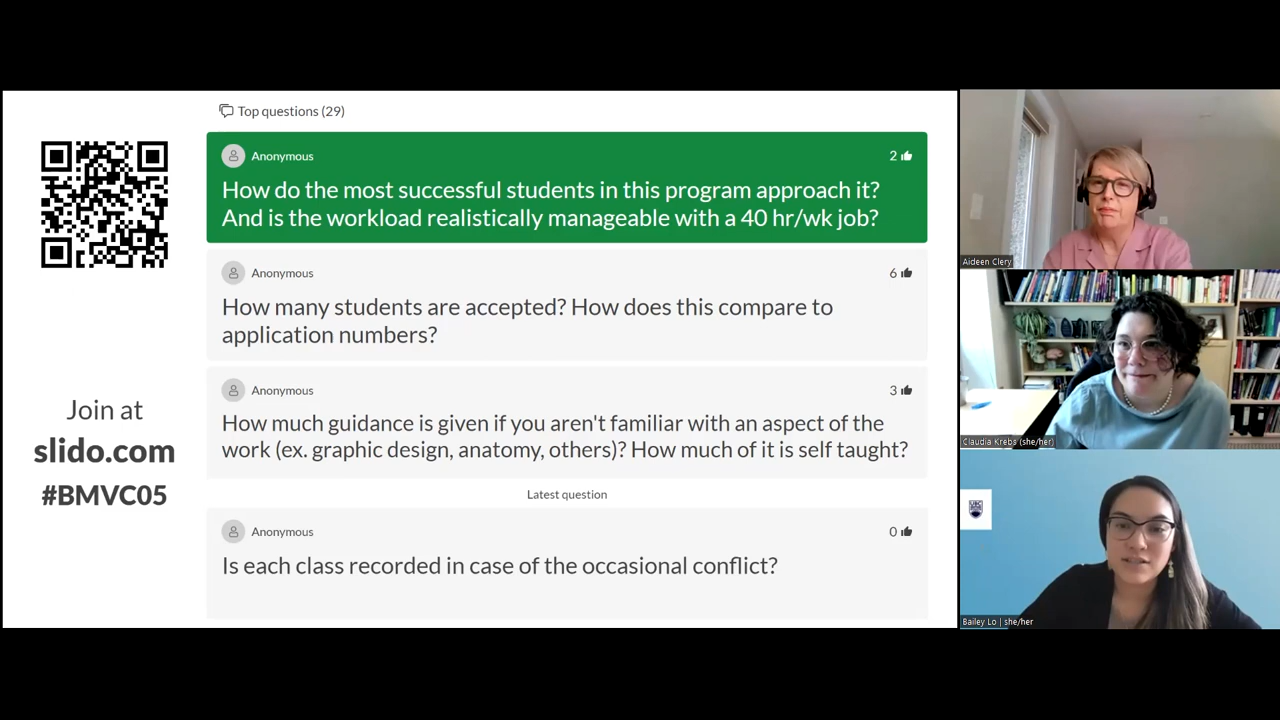 Top questions (29)
Anonymous
2
How do the most successful students in this program approach it?
And is the workload realistically manageable with a 40 hr/wk job?
Anonymous
6
How many students are accepted? How does this compare to
application numbers?
Anonymous
3
How much guidance is given if you aren't familiar with an aspect of the
work (ex. graphic design, anatomy, others)? How much of it is self taught?
Latest question
Anonymous
0
Is each class recorded in case of the occasional conflict?
Join at
slido.com
#BMVC05
Aideen Clery
Claudia Krebs (she/her)
UBC
Bailey Lo | she/her